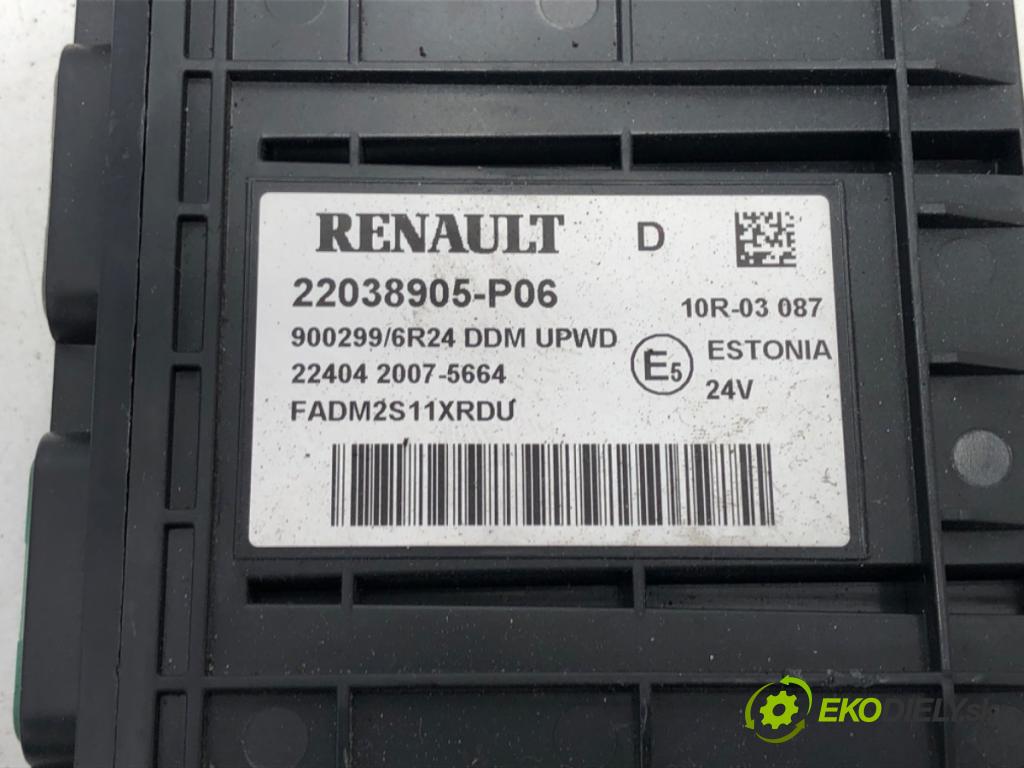 RENAULT D
22038905-P06
10R-03 087
900299/6R24 DDM UPWD
E5 ESTONIA
22404 2007-5664
24V
FADM2S11XRDU
EKODIELY.sk